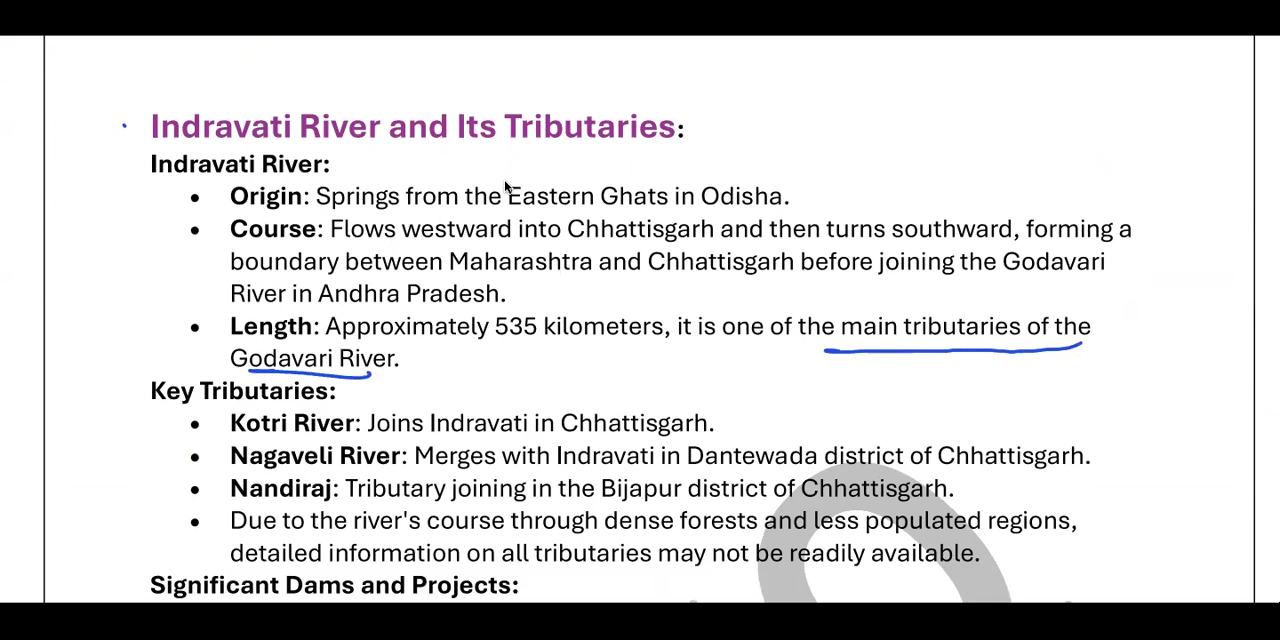 Indravati River and Its Tributaries:
Indravati River:
• Origin: Springs from the Eastern Ghats in Odisha.
• Course: Flows westward into Chhattisgarh and then turns southward, forming a
boundary between Maharashtra and Chhattisgarh before joining the Godavari
River in Andhra Pradesh.
• Length: Approximately 535 kilometers, it is one of the main tributaries of the
Godavari River.
Key Tributaries:
• Kotri River: Joins Indravati in Chhattisgarh.
• Nagaveli River: Merges with Indravati in Dantewada district of Chhattisgarh.
• Nandiraj: Tributary joining in the Bijapur district of Chhattisgarh.
• Due to the river's course through dense forests and less populated regions,
detailed information on all tributaries may not be readily available.
Significant Dams and Projects: